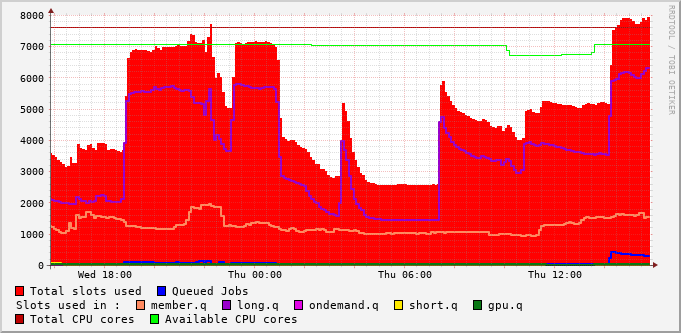 8000
7000
6000
5000
4000
3000
2000
1000
0
Wed 18:00 Thu 00:00 Thu 06:00 Thu 12:00
RRDTOOL / TOBI OETIKER
Total slots used Queued Jobs
Slots used in : member.q long.q ondemand.q short.q gpu.q
Total CPU cores Available CPU cores